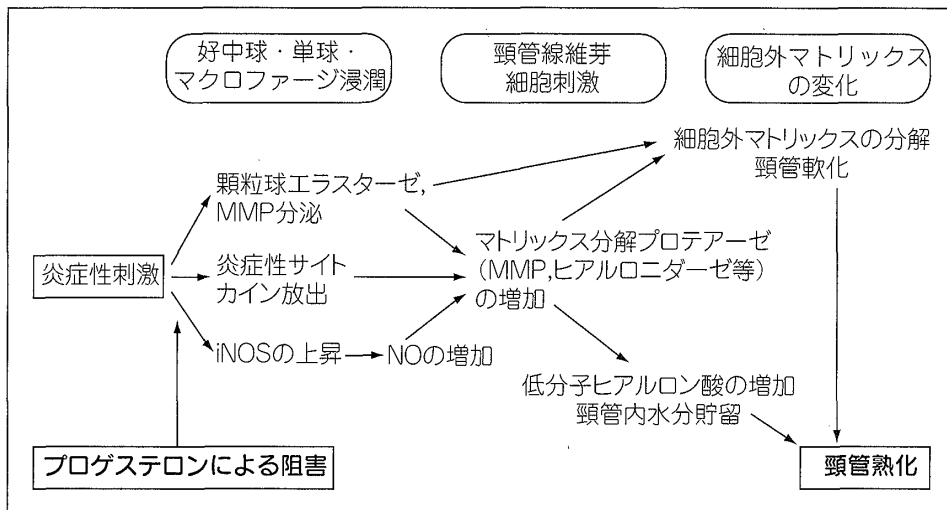 好中球・単球・
マクロファージ浸潤
頸管線維芽
細胞刺激
細胞外マトリックス
の変化
細胞外マトリックスの分解
頸管軟化
顆粒球エラスターゼ,
MMP分泌
マトリックス分解プロテアーゼ
(MMP,ヒアルロニダーゼ等)
の増加
炎症性刺激
炎症性サイト
カイン放出
iNOSの上昇
NOの増加
低分子ヒアルロン酸の増加
頸管内水分貯留
プロゲステロンによる阻害
頸管熟化